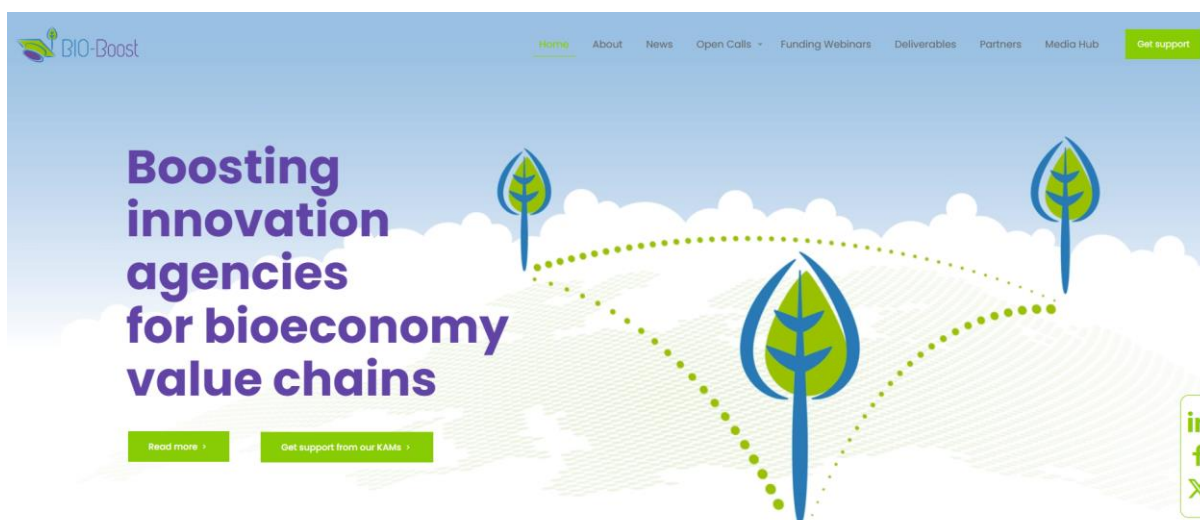 BIO-Boost
Home About News Open Calls Funding Webinars Deliverables Partners Media Hub Get support
Boosting
innovation
agencies
for bioeconomy
value chains
Read more › Get support from our KAMs ›